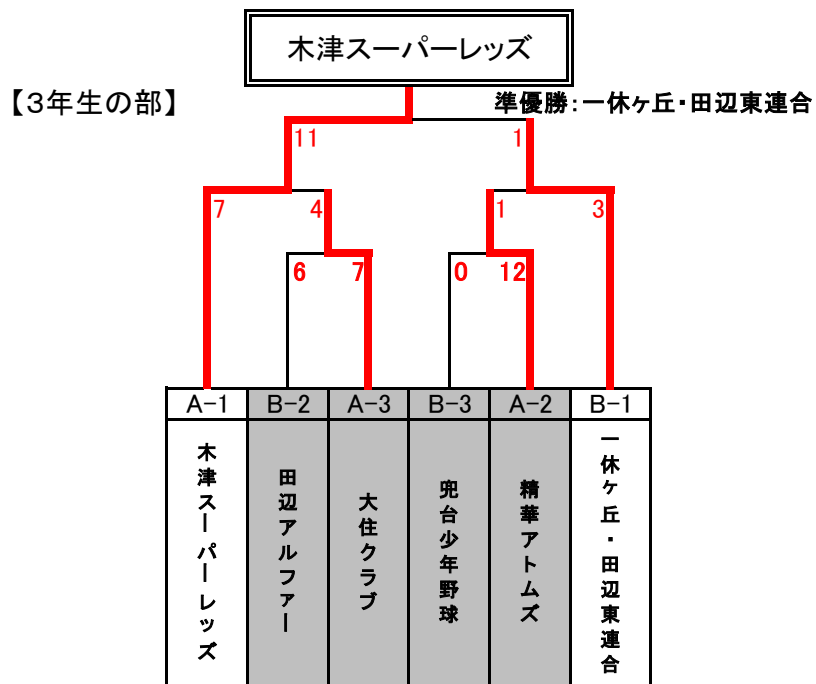 木津スーパーレッズ
【3年生の部】
準優勝：一休ヶ丘・田辺東連合
11 1
7 4 1 3
6 7 0 12
A-1 B-2 A-3 B-3 A-2 B-1
木津スーパーレッズ
田辺アルファー
大住クラブ
兜台少年野球
精華アトムズ
一休ヶ丘・田辺東連合